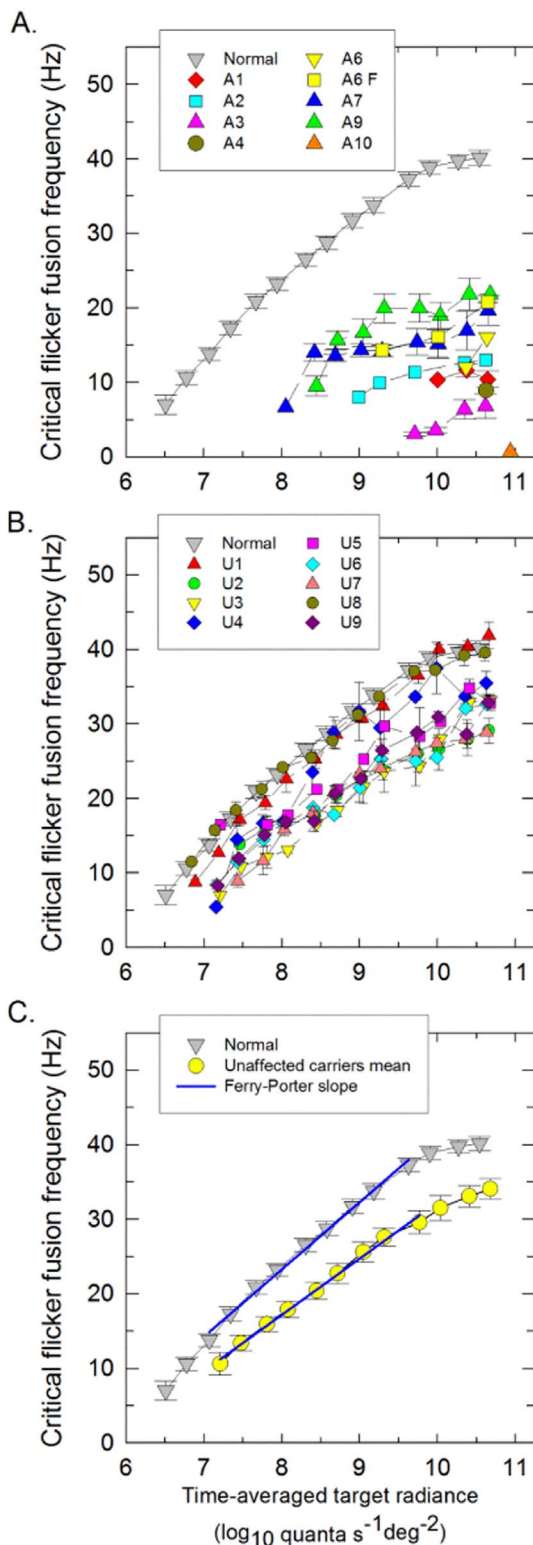 A.
Critical flicker fusion frequency (Hz)
50
40
30
20
10
0
Normal A6
A1 A6 F
A2 A7
A3 A9
A4 A10
6 7 8 9 10 11
B.
Critical flicker fusion frequency (Hz)
50
40
30
20
10
0
Normal U5
U1 U6
U2 U7
U3 U8
U4 U9
6 7 8 9 10 11
C.
Critical flicker fusion frequency (Hz)
50
40
30
20
10
0
Normal
Unaffected carriers mean
Ferry-Porter slope
6 7 8 9 10 11
Time-averaged target radiance
(log₁₀ quanta s⁻¹deg⁻²)